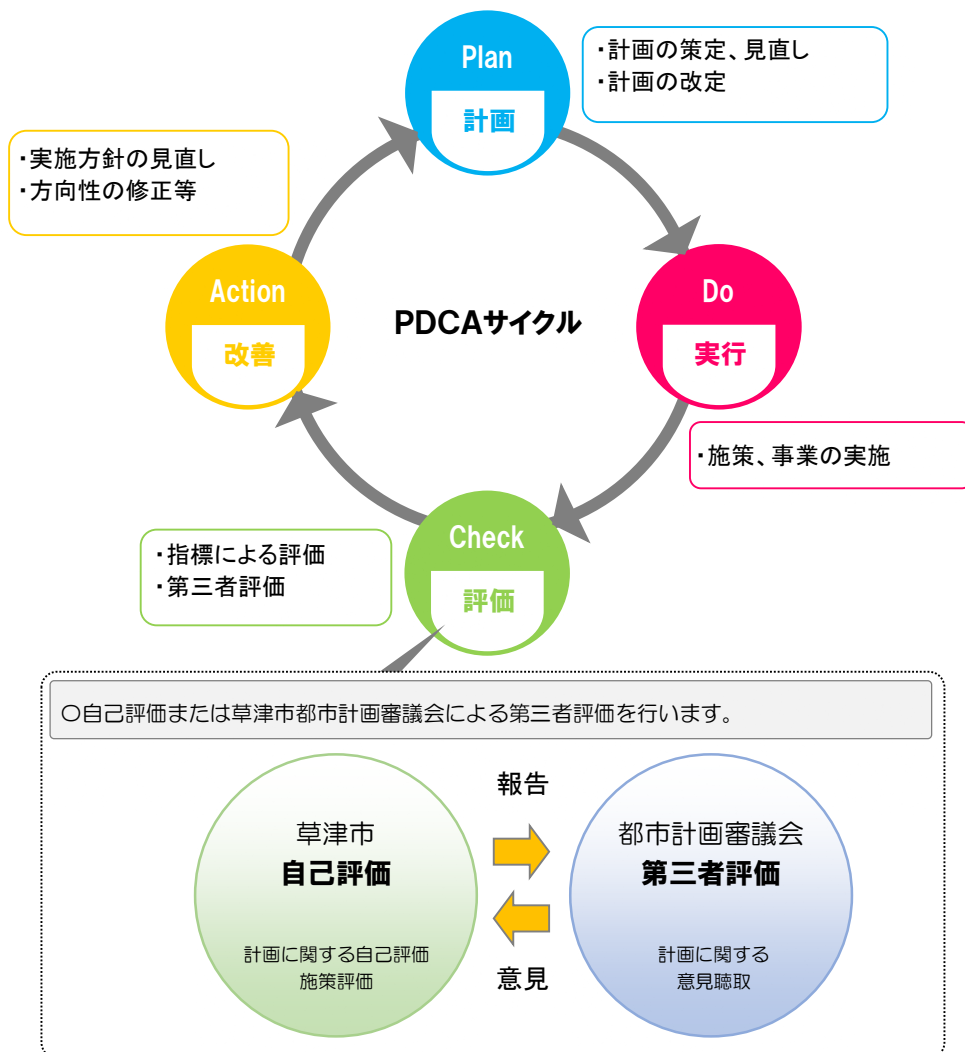 Plan
計画
・計画の策定、見直し
・計画の改定
・実施方針の見直し
・方向性の修正等
Action
改善
PDCAサイクル
Do
実行
・施策、事業の実施
・指標による評価
・第三者評価
Check
評価
〇自己評価または草津市都市計画審議会による第三者評価を行います。
草津市
自己評価
計画に関する自己評価
施策評価
報告
意見
都市計画審議会
第三者評価
計画に関する
意見聴取